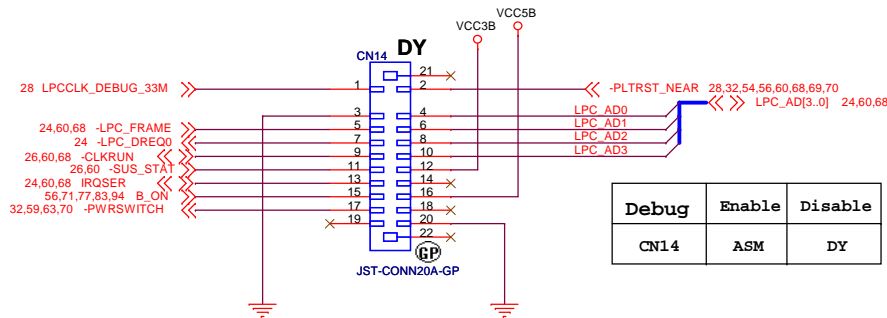 VCC5B
VCC3B
DY
CN14
21
28 LPCCLK_DEBUG_33M 1 2 -PLTRST_NEAR 28,32,54,56,60,68,69,70
LPC_AD[3..0] 24,60,68
3 4 LPC_AD0
24,60,68 -LPC_FRAME 5 6 LPC_AD1
24 -LPC_DREQ0 7 8 LPC_AD2
26,60,68 -CLKRUN 9 10 LPC_AD3
26,60 -SUS_STAT 11 12
24,60,68 IRQSER 13 14
56,71,77,83,94 B_ON 15 16
32,59,63,70 -PWRSWITCH 17 18
19 20
22
GP
JST-CONN20A-GP
Debug Enable Disable
CN14 ASM DY